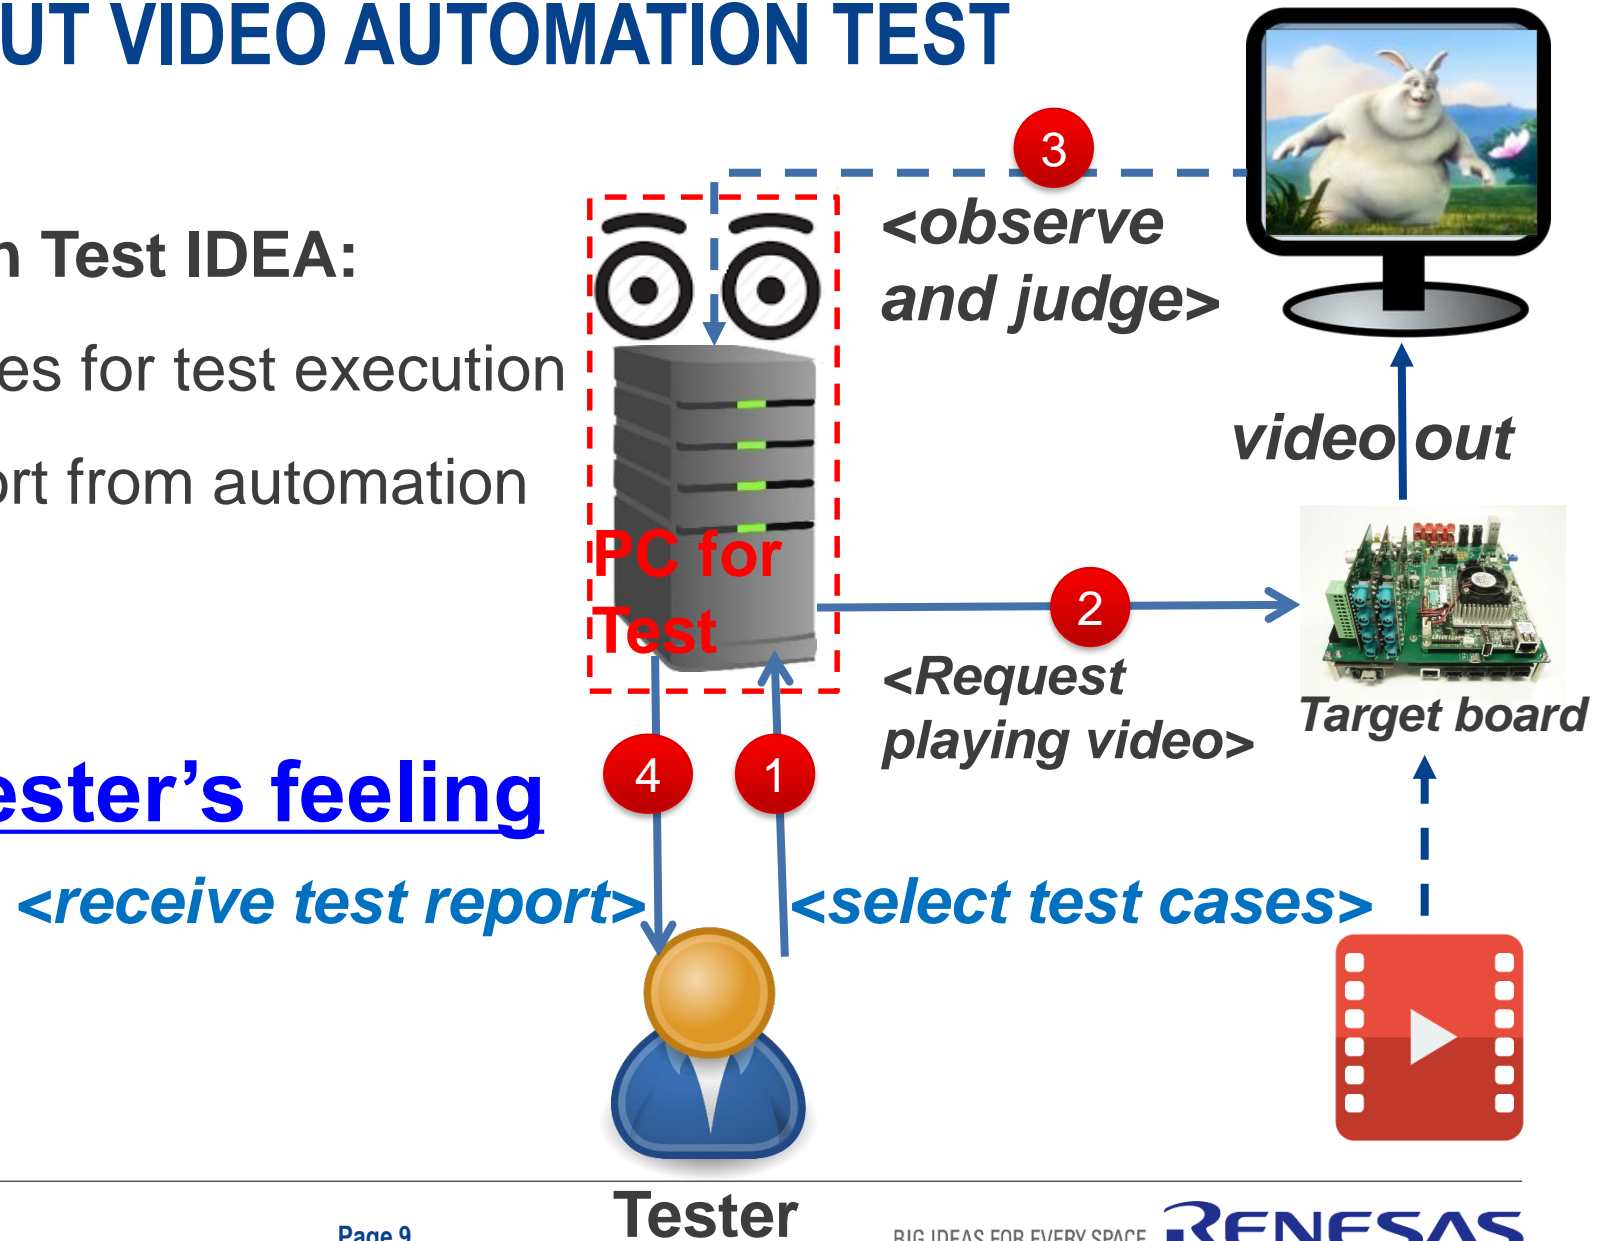 UT VIDEO AUTOMATION TEST
3
<observe
and judge>
n Test IDEA:
es for test execution
ort from automation
video out
PC for
Test
2
<Request
playing video>
Target board
4
1
ester's feeling
<receive test report>
<select test cases>
Tester
Page 9
BIG IDEAS FOR EVERY SPACE
RENESAS